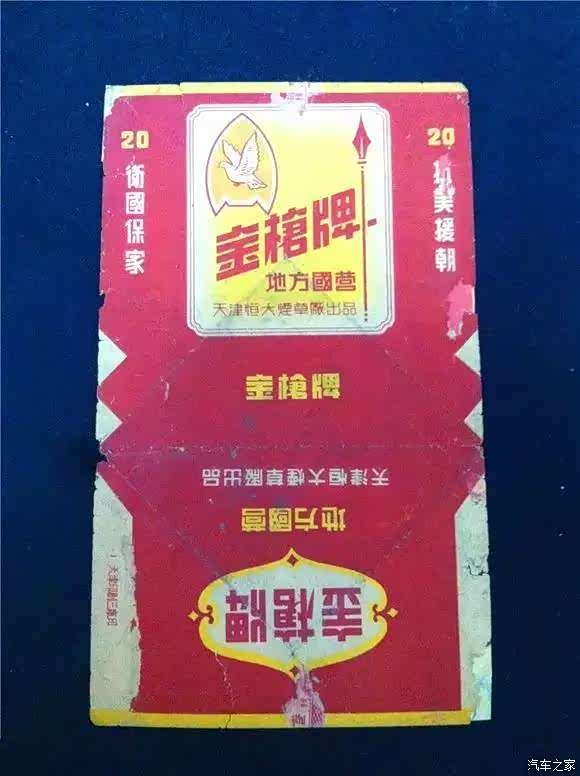 20
20
衛國保家
抗美援朝
金槍牌
地方國营
天津恒大煙草廠出品
金槍牌
天津恒大煙草廠出品
地方國营
金槍牌
汽车之家